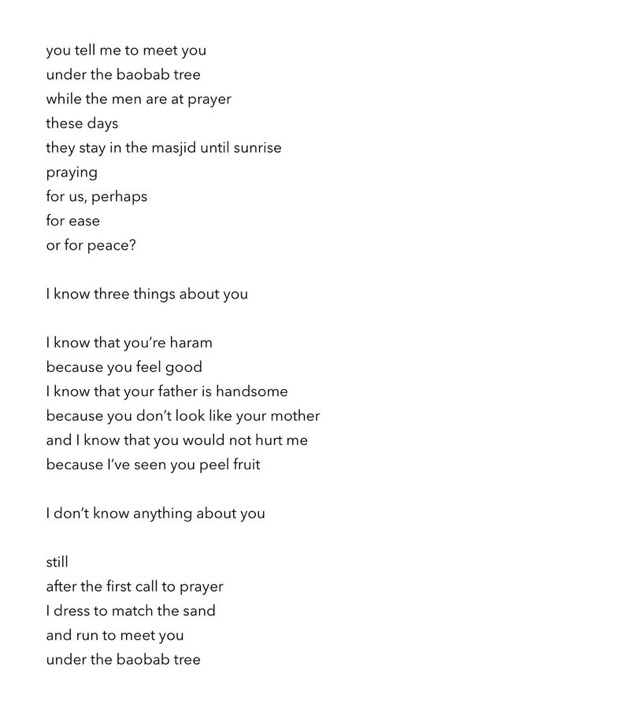 you tell me to meet you
under the baobab tree
while the men are at prayer
these days
they stay in the masjid until sunrise
praying
for us, perhaps
for ease
or for peace?
I know three things about you
I know that you’re haram
because you feel good
I know that your father is handsome
because you don’t look like your mother
and I know that you would not hurt me
because I’ve seen you peel fruit
I don’t know anything about you
still
after the first call to prayer
I dress to match the sand
and run to meet you
under the baobab tree